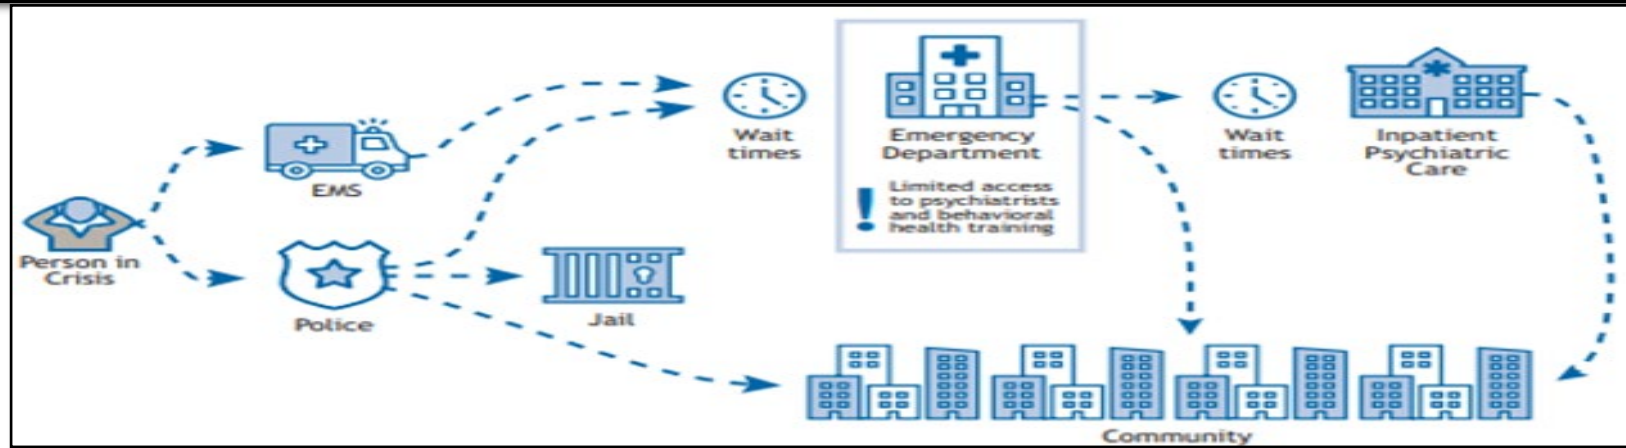 Person in
Crisis
EMS
Police
Jail
Wait
times
Emergency
Department
Limited access
to psychiatrists
and behavioral
health training
Wait
times
Inpatient
Psychiatric
Care
Community